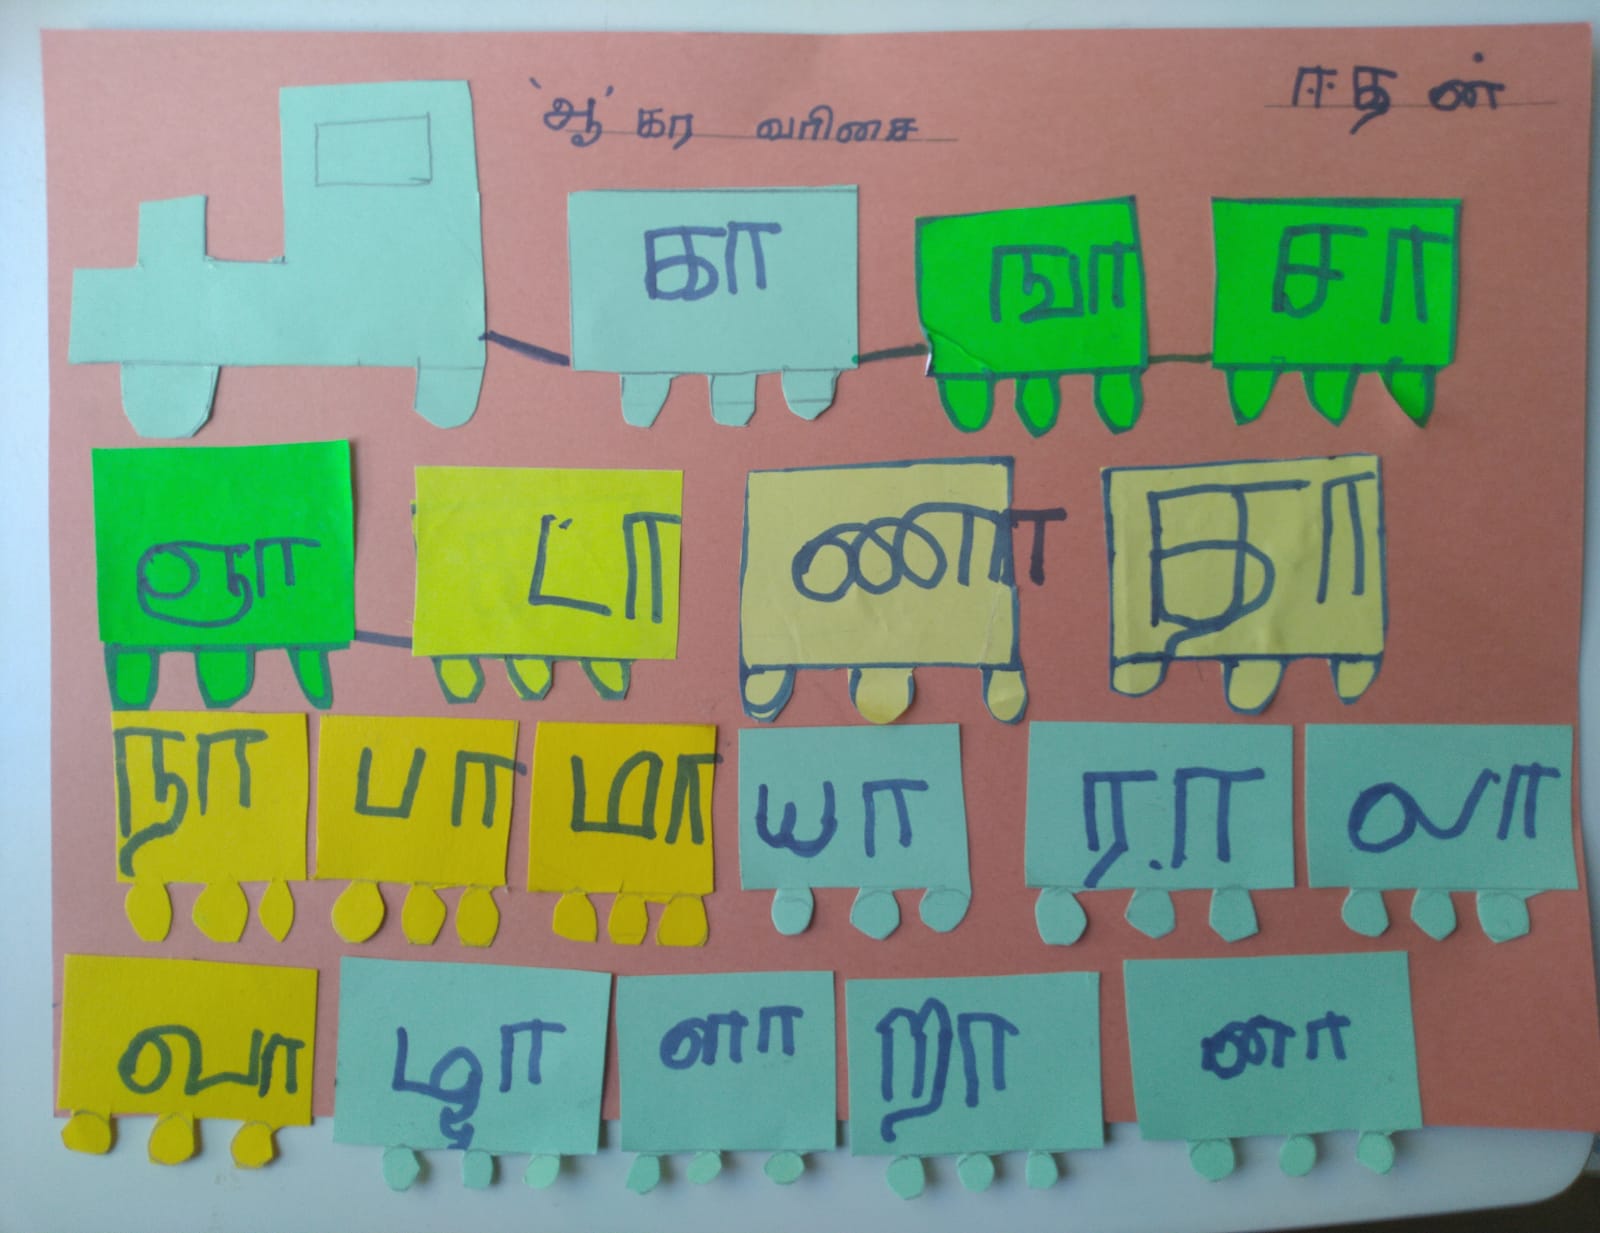 'ஆ' கர வரிசை
ஈதன்
கா ஙா சா
ஞா டா ணா தா
நா பா மா யா ரா லா
வா ழா ளா றா னா